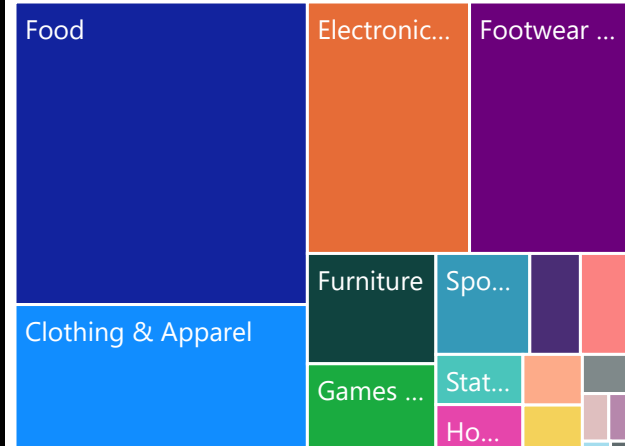 Food
Electronic...
Footwear ...
Furniture
Spo...
Clothing & Apparel
Games ...
Stat...
Ho...